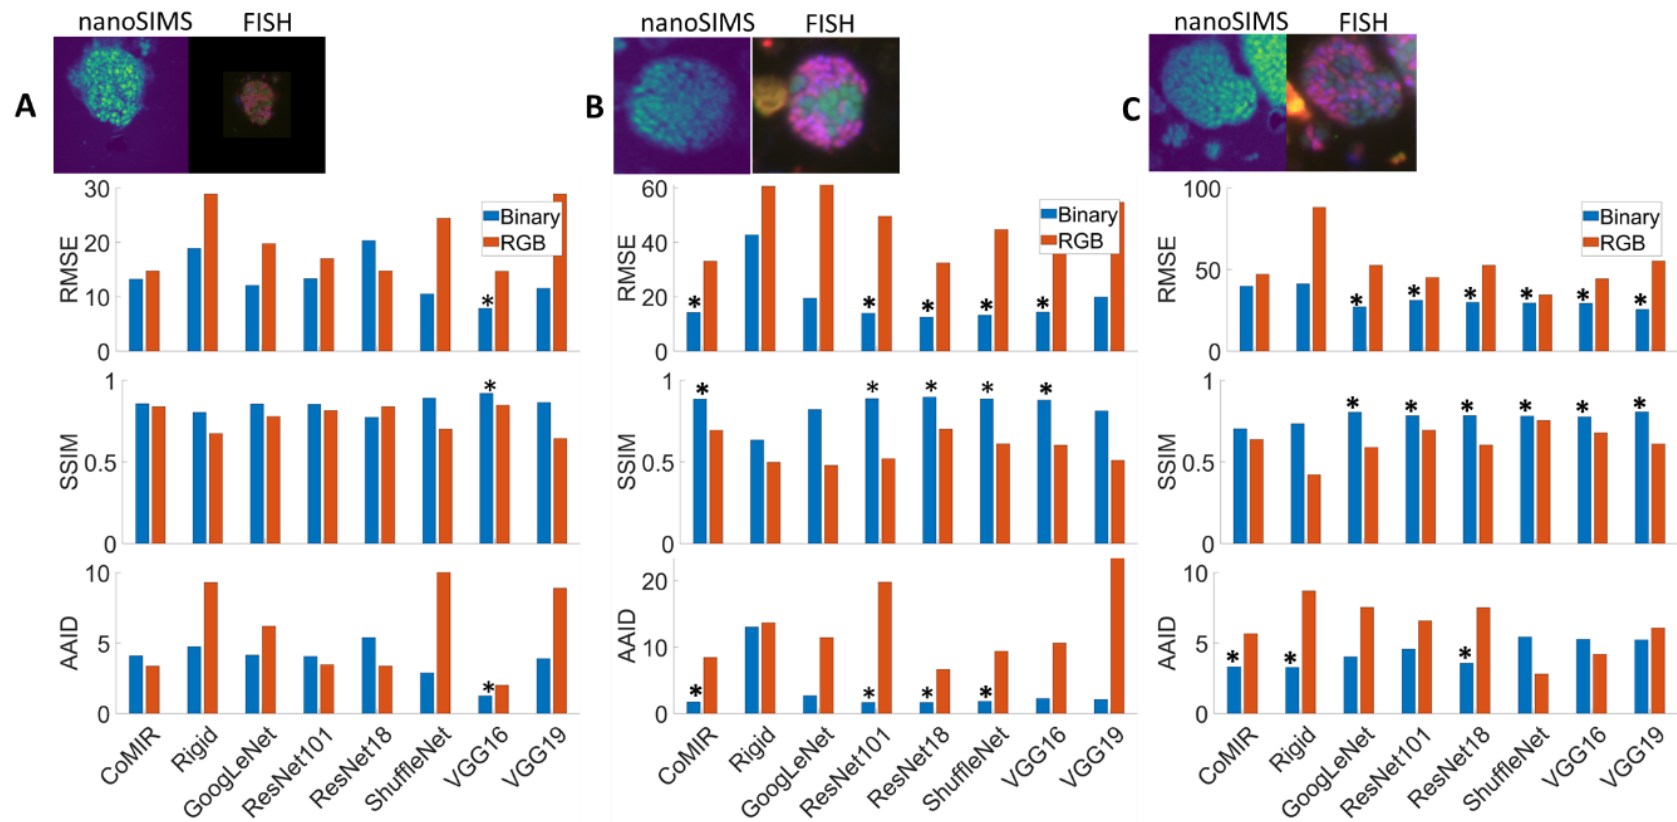 nanoSIMS FISH
A
30
20
10
0
RMSE
Binary
RGB
*
1
0.5
0
SSIM
*
10
5
0
AAID
*
CoMIR
Rigid
GoogLeNet
ResNet101
ResNet18
ShuffleNet
VGG16
VGG19
nanoSIMS FISH
B
60
40
20
0
RMSE
Binary
RGB
* * * * *
1
0.5
0
SSIM
* * * * *
20
10
0
AAID
* * * *
CoMIR
Rigid
GoogLeNet
ResNet101
ResNet18
ShuffleNet
VGG16
VGG19
nanoSIMS FISH
C
100
50
0
RMSE
Binary
RGB
* * * * * *
1
0.5
0
SSIM
* * * * * *
10
5
0
AAID
* * *
CoMIR
Rigid
GoogLeNet
ResNet101
ResNet18
ShuffleNet
VGG16
VGG19